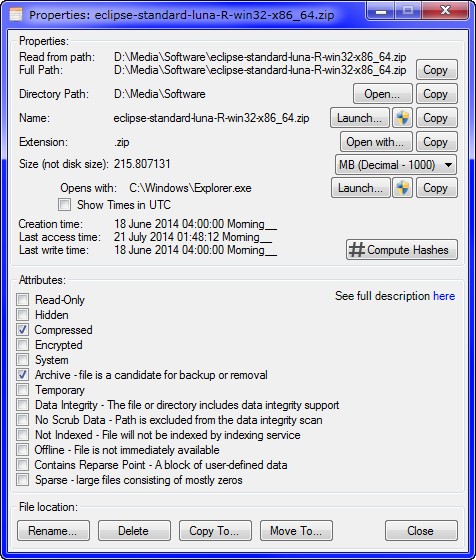 Properties: eclipse-standard-luna-R-win32-x86_64.zip
Properties:
Read from path: D:\Media\Software\eclipse-standard-luna-R-win32-x86_64.zip
Full Path: D:\Media\Software\eclipse-standard-luna-R-win32-x86_64.zip Copy
Directory Path: D:\Media\Software Open... Copy
Name: eclipse-standard-luna-R-win32-x86_64.zip Launch... Copy
Extension: .zip Open with... Copy
Size (not disk size): 215.807131 MB (Decimal - 1000)
Opens with: C:\Windows\Explorer.exe Launch... Copy
Show Times in UTC
Creation time: 18 June 2014 04:00:00 Morning__
Last access time: 21 July 2014 01:48:12 Morning__
Last write time: 18 June 2014 04:00:00 Morning__ Compute Hashes
Attributes:
Read-Only See full description here
Hidden
Compressed
Encrypted
System
Archive - file is a candidate for backup or removal
Temporary
Data Integrity - The file or directory includes data integrity support
No Scrub Data - Path is excluded from the data integrity scan
Not Indexed - File will not be indexed by indexing service
Offline - File is not immediately available
Contains Reparse Point - A block of user-defined data
Sparse - large files consisting of mostly zeros
File location:
Rename... Delete Copy To... Move To... Close